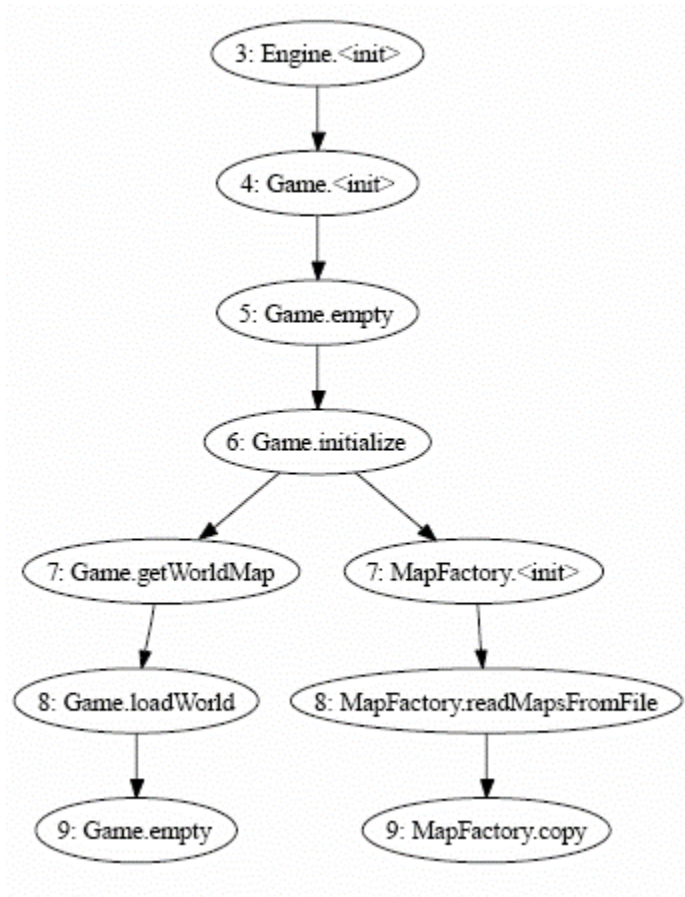 3: Engine.<init>
4: Game.<init>
5: Game.empty
6: Game.initialize
7: Game.getWorldMap
7: MapFactory.<init>
8: Game.loadWorld
8: MapFactory.readMapsFromFile
9: Game.empty
9: MapFactory.copy